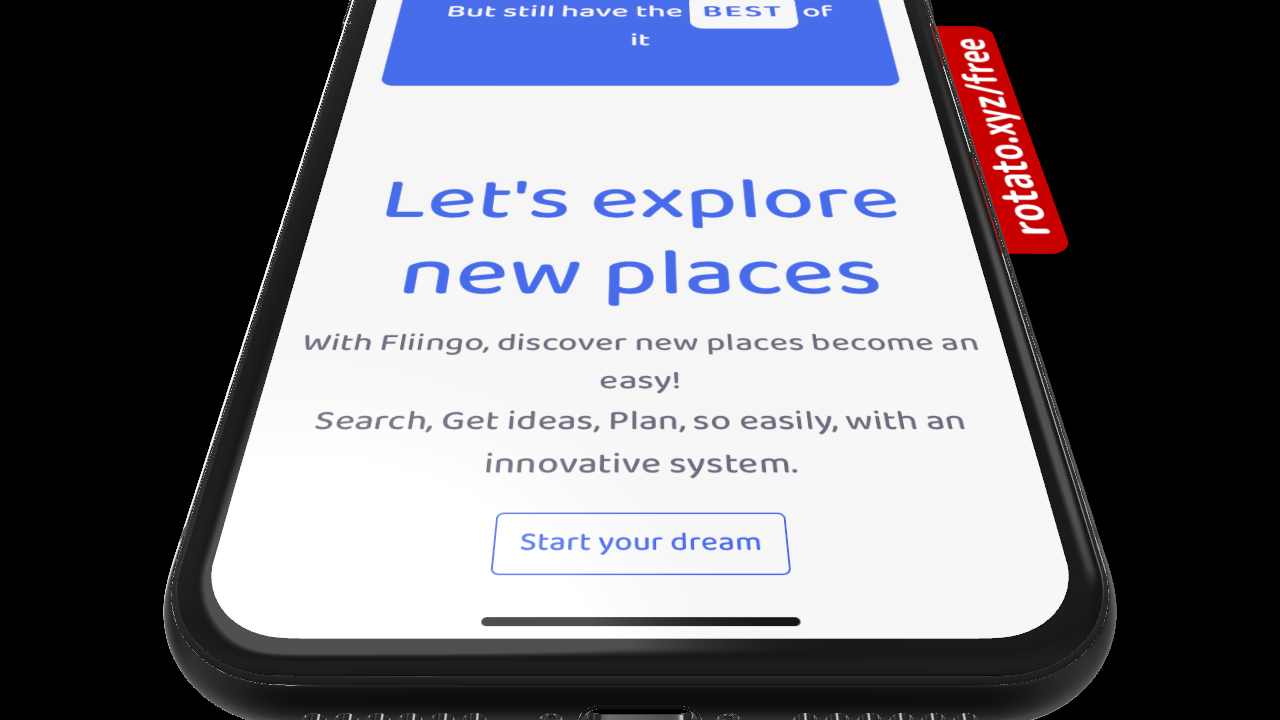 But still have the BEST of
it
rotato.xyz/free
Let's explore
new places
With Fliingo, discover new places become an
easy!
Search, Get ideas, Plan, so easily, with an
innovative system.
Start your dream